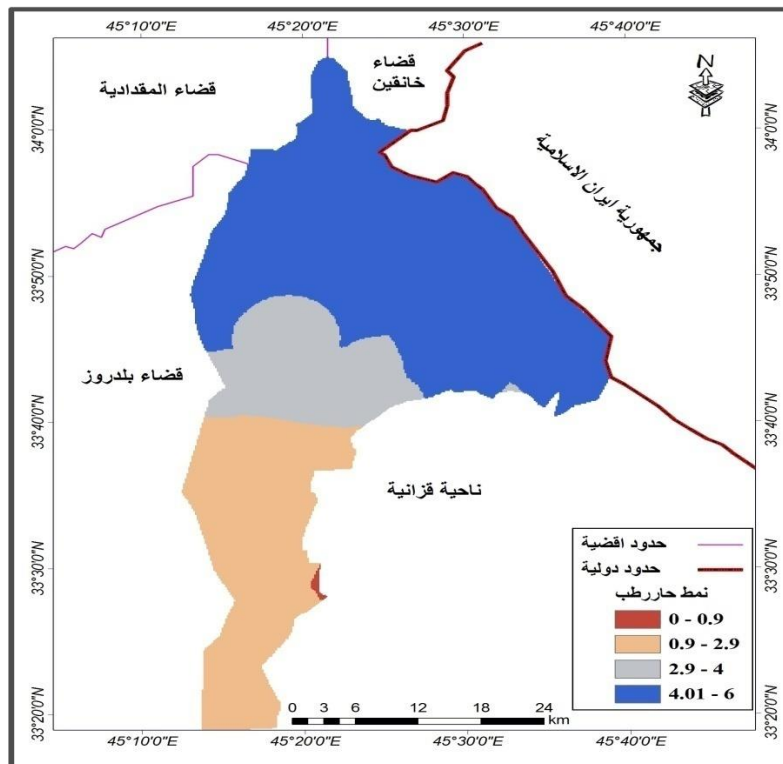 45°10'0"E 45°20'0"E 45°30'0"E 45°40'0"E
34°0'0"N
33°50'0"N
33°40'0"N
33°30'0"N
33°20'0"N
قضاء المقدادية
قضاء
خانقين
N
جمهورية ايران الاسلامية
قضاء بلدروز
ناحية قزانية
حدود اقضية
حدود دولية
نمط حاررطب
0 - 0.9
0.9 - 2.9
2.9 - 4
4.01 - 6
0 3 6 12 18 24
km
34°0'0"N
33°50'0"N
33°40'0"N
33°30'0"N
33°20'0"N
45°10'0"E 45°20'0"E 45°30'0"E 45°40'0"E